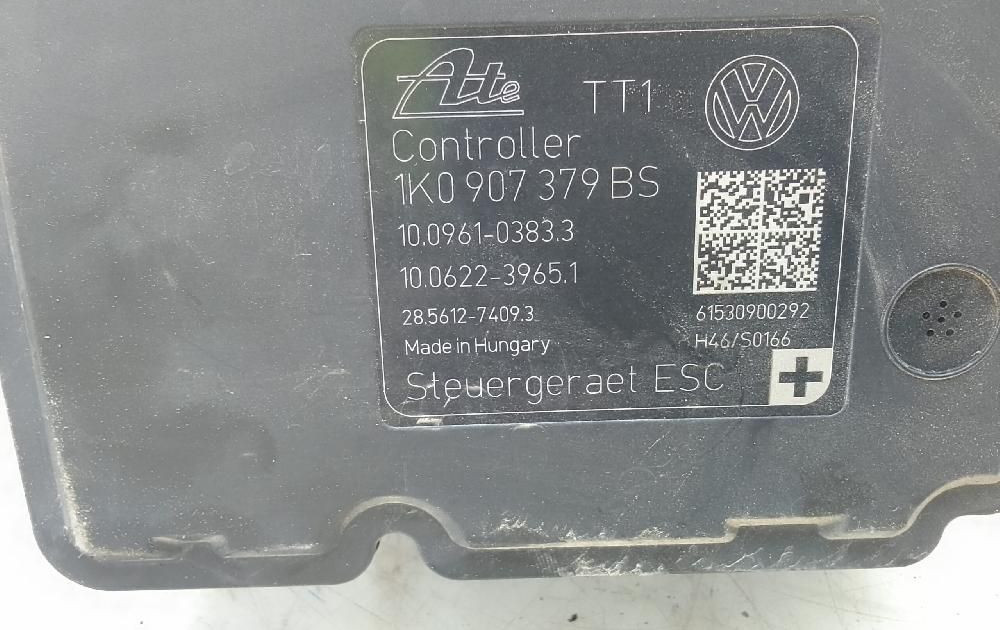 Ate TT1
Controller
1K0 907 379 BS
10.0961-0383.3
10.0622-3965.1
28.5612-7409.3 61530900292
Made in Hungary H46/S0166
Steuergeraet ESC